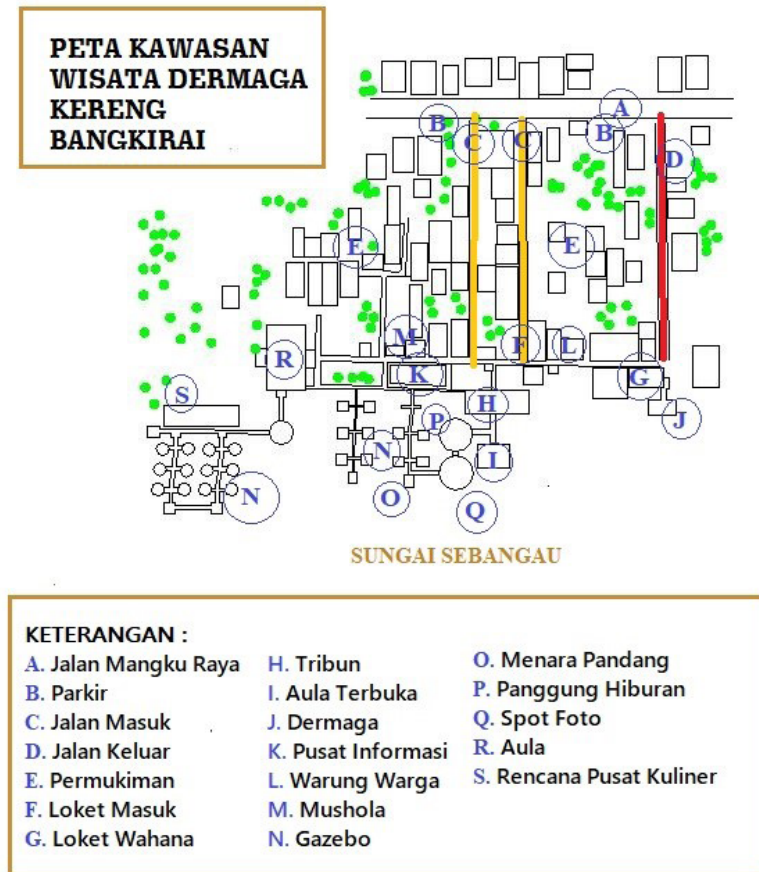 PETA KAWASAN
WISATA DERMAGA
KERENG
BANGKIRAI
A
B
C
C
B
D
E
E
M
F
L
R
K
G
S
H
J
P
N
I
N
O
Q
SUNGAI SEBANGAU
KETERANGAN :
A. Jalan Mangku Raya
B. Parkir
C. Jalan Masuk
D. Jalan Keluar
E. Permukiman
F. Loket Masuk
G. Loket Wahana
H. Tribun
I. Aula Terbuka
J. Dermaga
K. Pusat Informasi
L. Warung Warga
M. Mushola
N. Gazebo
O. Menara Pandang
P. Panggung Hiburan
Q. Spot Foto
R. Aula
S. Rencana Pusat Kuliner